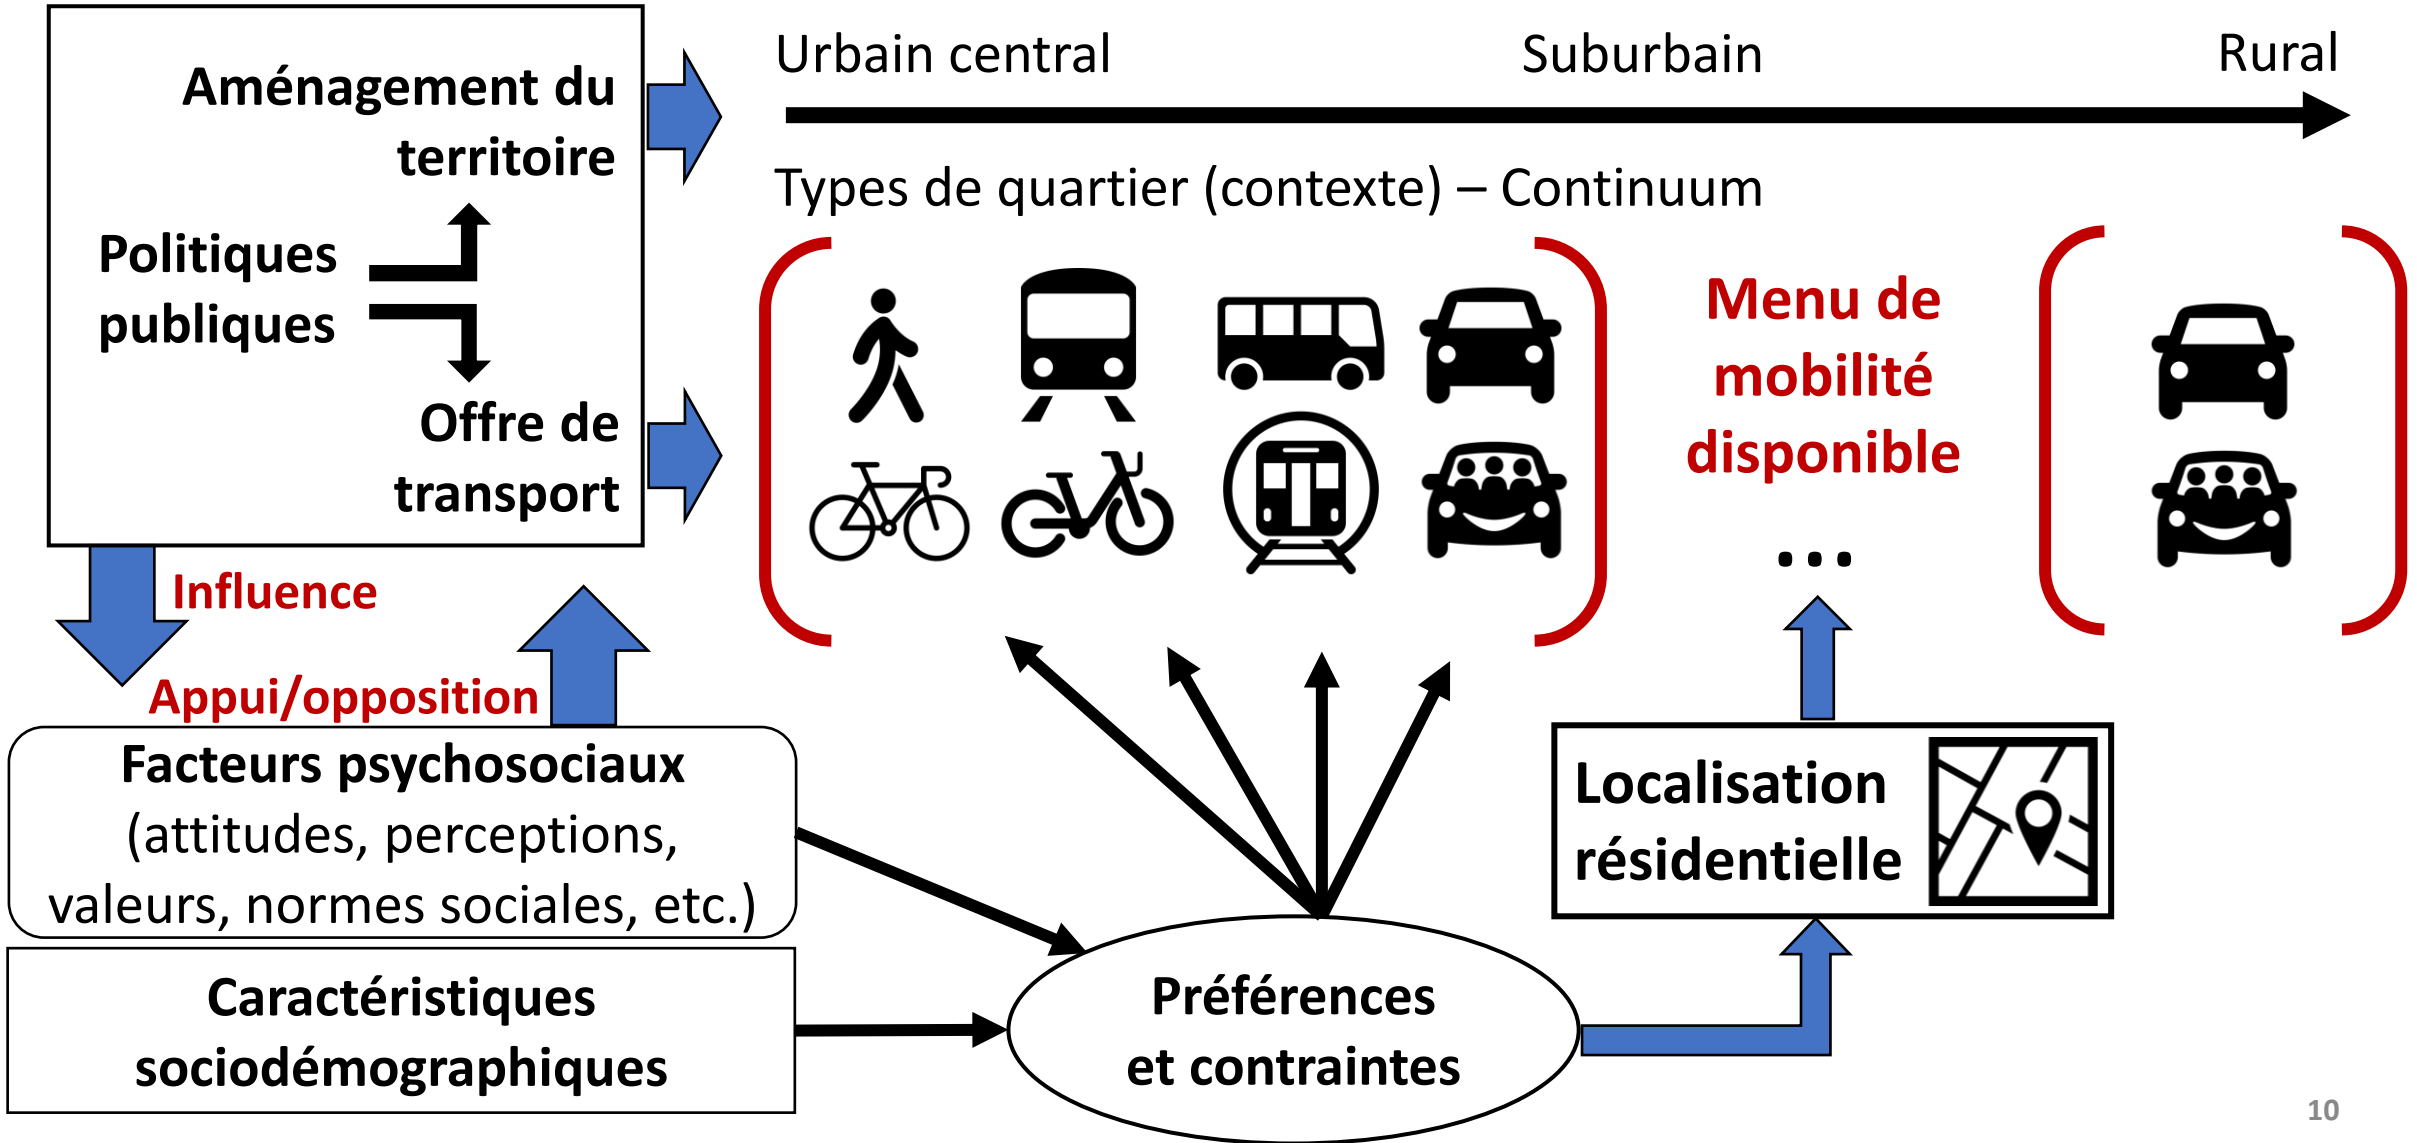 Aménagement du
territoire
Politiques
publiques
Offre de
transport
Urbain central
Suburbain
Rural
Types de quartier (contexte) – Continuum
Menu de
mobilité
disponible
...
Influence
Appui/opposition
Facteurs psychosociaux
(attitudes, perceptions,
valeurs, normes sociales, etc.)
Caractéristiques
sociodémographiques
Préférences
et contraintes
Localisation
résidentielle
10